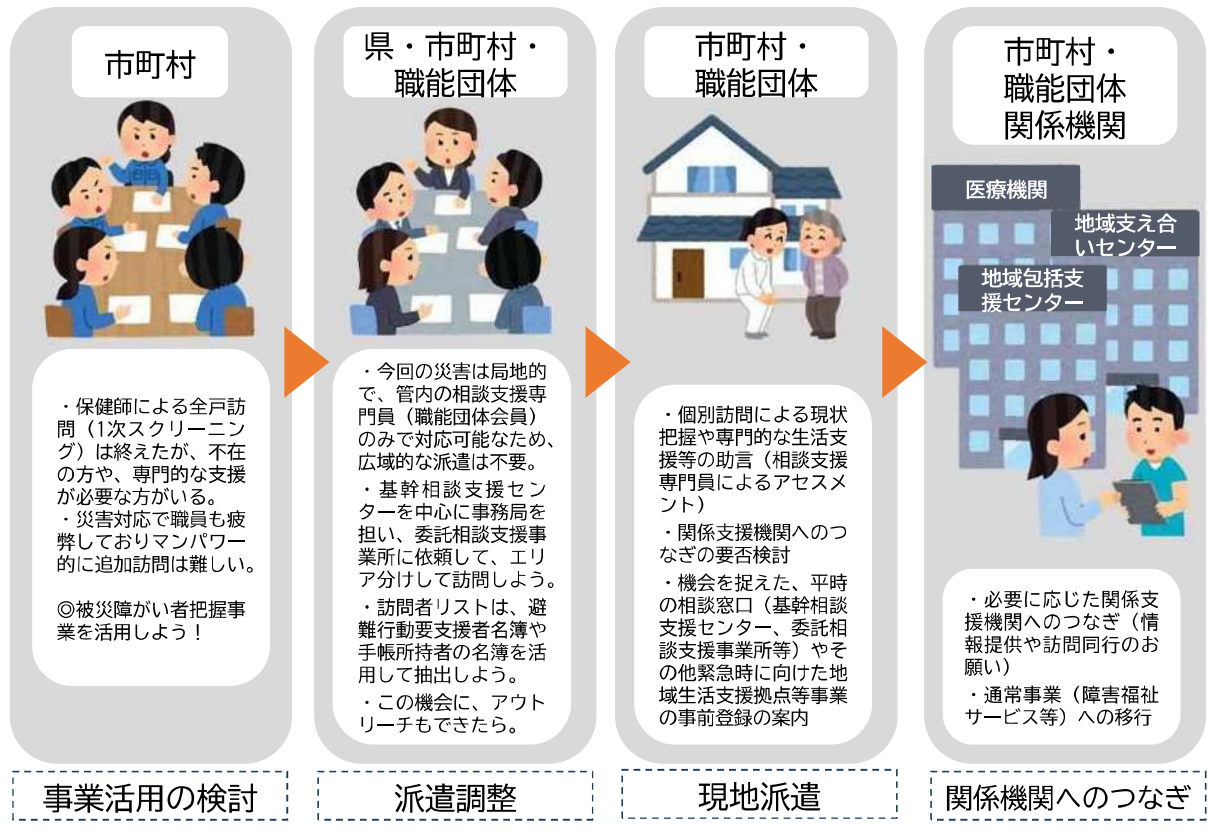 市町村
・保健師による全戸訪
問（1次スクリーニン
グ）は終えたが、不在
の方や、専門的な支援
が必要な方がいる。
・災害対応で職員も疲
弊しておりマンパワー
的に追加訪問は難しい。
◎被災障がい者把握事
業を活用しよう！
事業活用の検討
県・市町村・
職能団体
・今回の災害は局地的
で、管内の相談支援専
門員（職能団体会員）
のみで対応可能なため、
広域的な派遣は不要。
・基幹相談支援セン
ターを中心に事務局を
担い、委託相談支援事
業所に依頼して、エリ
ア分けして訪問しよう。
・訪問者リストは、避
難行動要支援者名簿や
手帳所持者の名簿を活
用して抽出しよう。
・この機会に、アウト
リーチもできたら。
派遣調整
市町村・
職能団体
・個別訪問による現状
把握や専門的な生活支
援等の助言（相談支援
専門員によるアセスメ
ント）
・関係支援機関へのつ
なぎの要否検討
・機会を捉えた、平時
の相談窓口（基幹相談
支援センター、委託相
談支援事業所等）やそ
の他緊急時に向けた地
域生活支援拠点等事業
の事前登録の案内
現地派遣
市町村・
職能団体
関係機関
医療機関
地域支え合
いセンター
地域包括支
援センター
・必要に応じた関係支
援機関へのつなぎ（情
報提供や訪問同行のお
願い）
・通常事業（障害福祉
サービス等）への移行
関係機関へのつなぎ